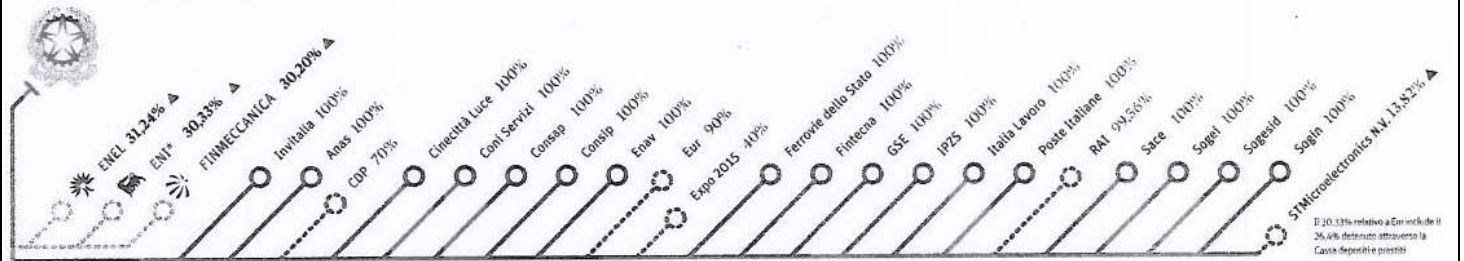 ENEL 31,24% ▲
ENI* 30,33% ▲
FINMECCANICA 30,20% ▲
Invitalia 100%
Anas 100%
CDP 70%
Cinecittà Luce 100%
Coni Servizi 100%
Consap 100%
Consip 100%
Enav 100%
Eur 90%
Expo 2015 40%
Ferrovie dello Stato 100%
Fintecna 100%
GSE 100%
IPZS 100%
Italia Lavoro 100%
Poste Italiane 100%
RAI 99,56%
Sace 100%
Sogei 100%
Sogesid 100%
Sogin 100%
STMicroelectronics N.V. 13,82% ▲
Il 30,33% relativo a Eni include il
26,4% detenuto attraverso la
Cassa depositi e prestiti